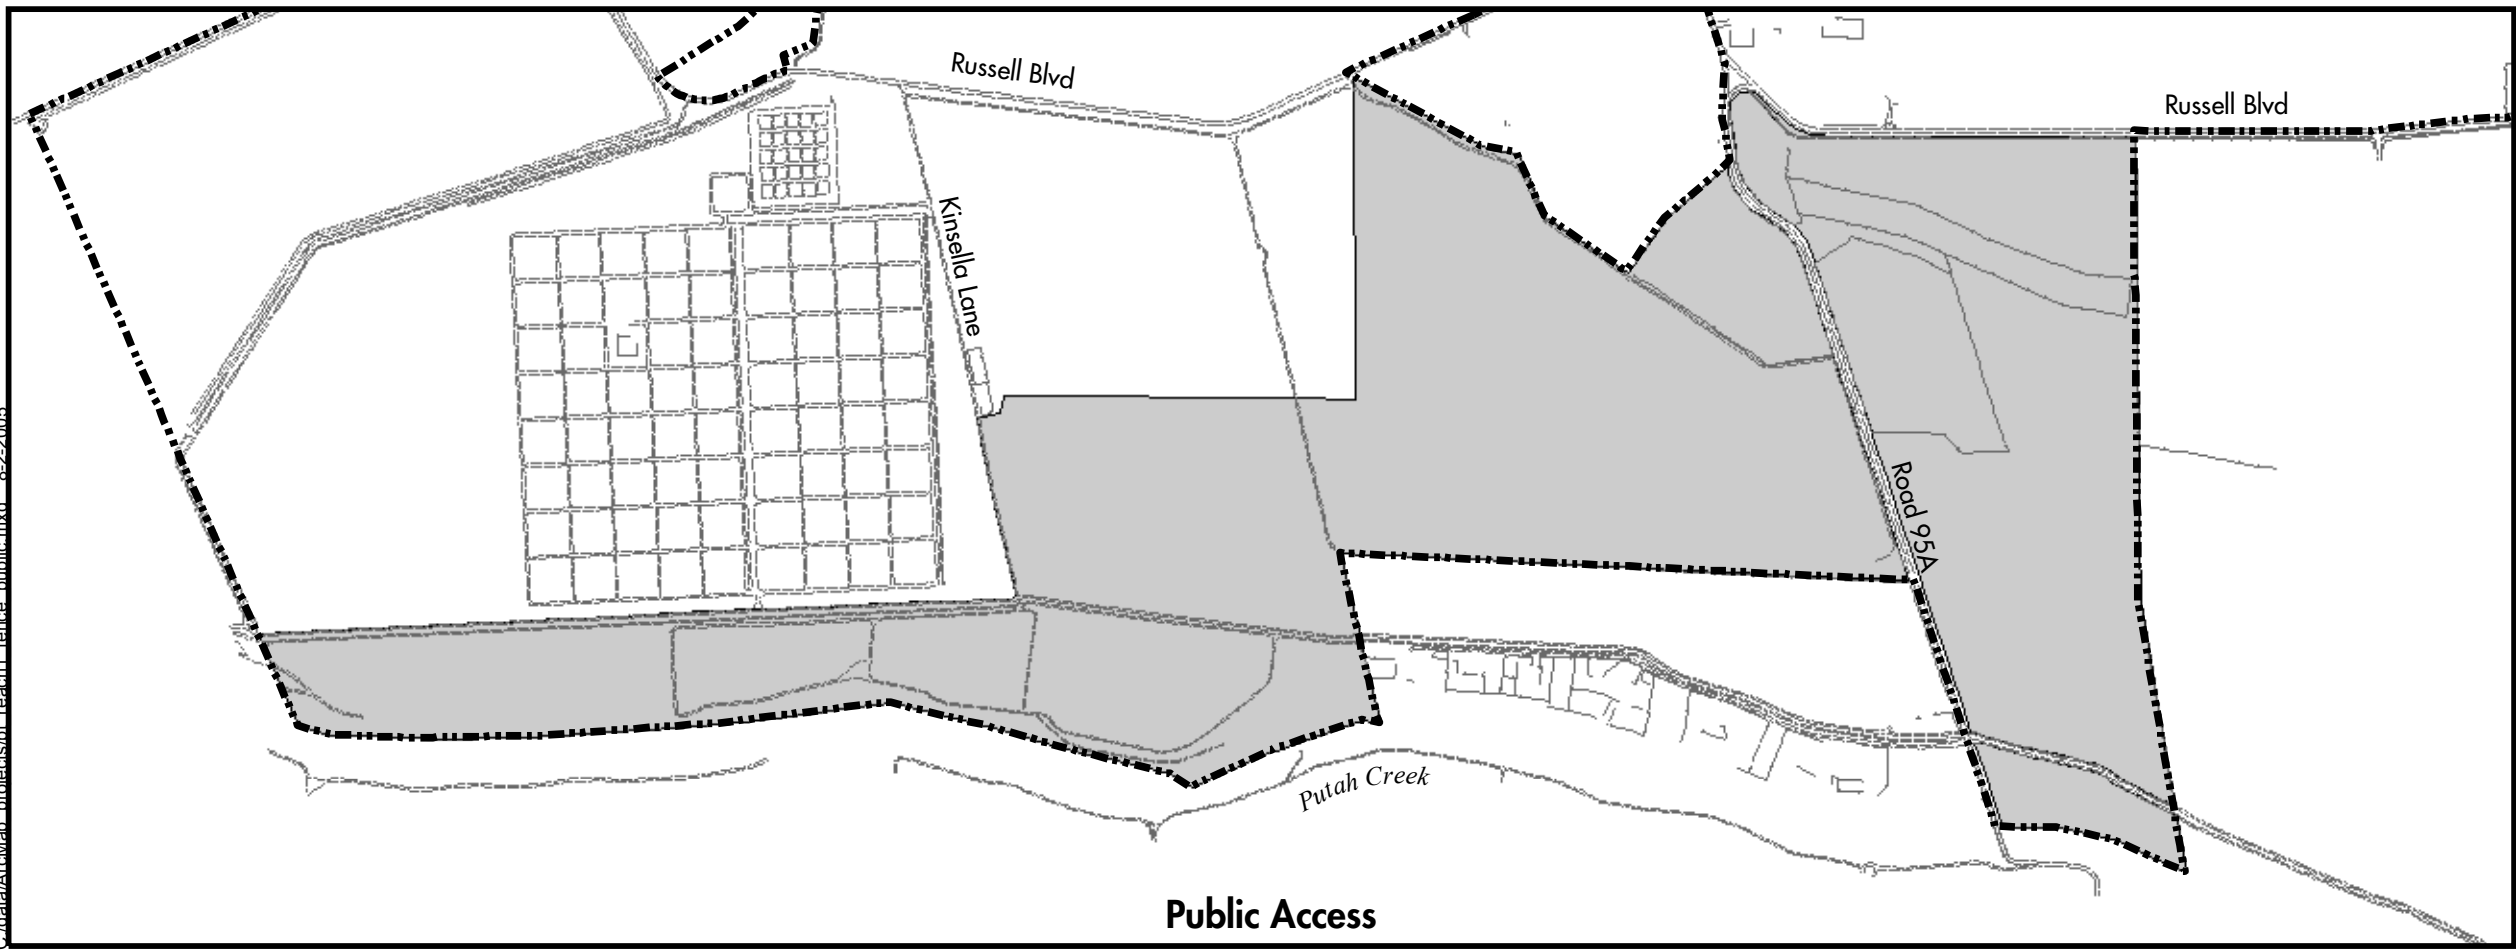 Russell Blvd
Russell Blvd
Kinsella Lane
Road 95A
Putah Creek
Public Access